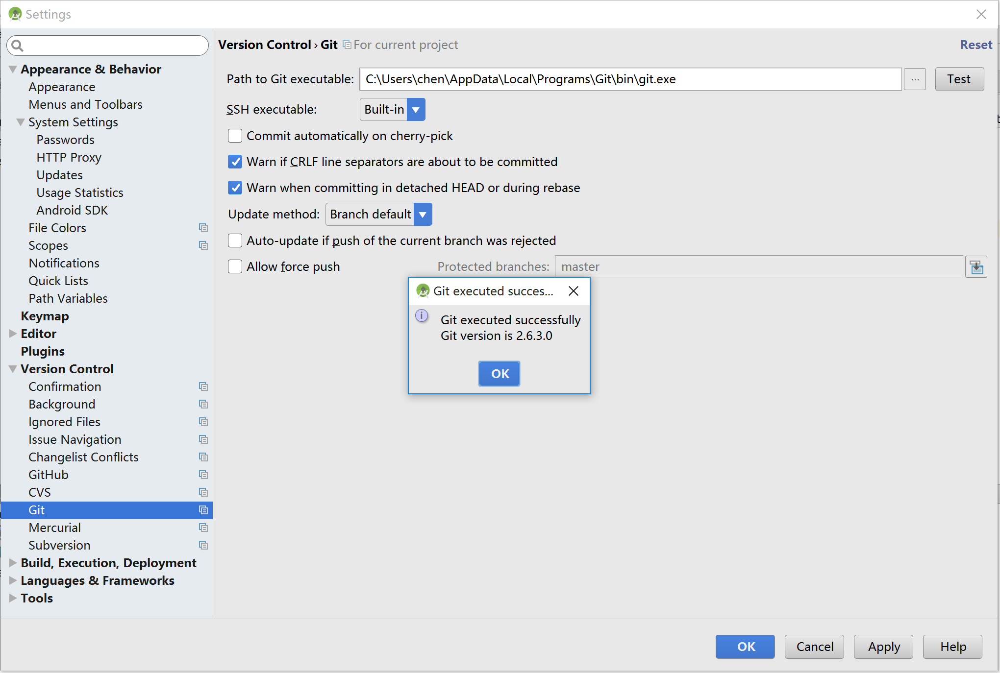 Settings
Version Control › Git For current project Reset
Appearance & Behavior
Appearance
Menus and Toolbars
System Settings
Passwords
HTTP Proxy
Updates
Usage Statistics
Android SDK
File Colors
Scopes
Notifications
Quick Lists
Path Variables
Keymap
Editor
Plugins
Version Control
Confirmation
Background
Ignored Files
Issue Navigation
Changelist Conflicts
GitHub
CVS
Git
Mercurial
Subversion
Build, Execution, Deployment
Languages & Frameworks
Tools
Path to Git executable: C:\Users\chen\AppData\Local\Programs\Git\bin\git.exe ... Test
SSH executable: Built-in
Commit automatically on cherry-pick
Warn if CRLF line separators are about to be committed
Warn when committing in detached HEAD or during rebase
Update method: Branch default
Auto-update if push of the current branch was rejected
Allow force push Protected branches: master
Git executed succes...
Git executed successfully
Git version is 2.6.3.0
OK
OK Cancel Apply Help